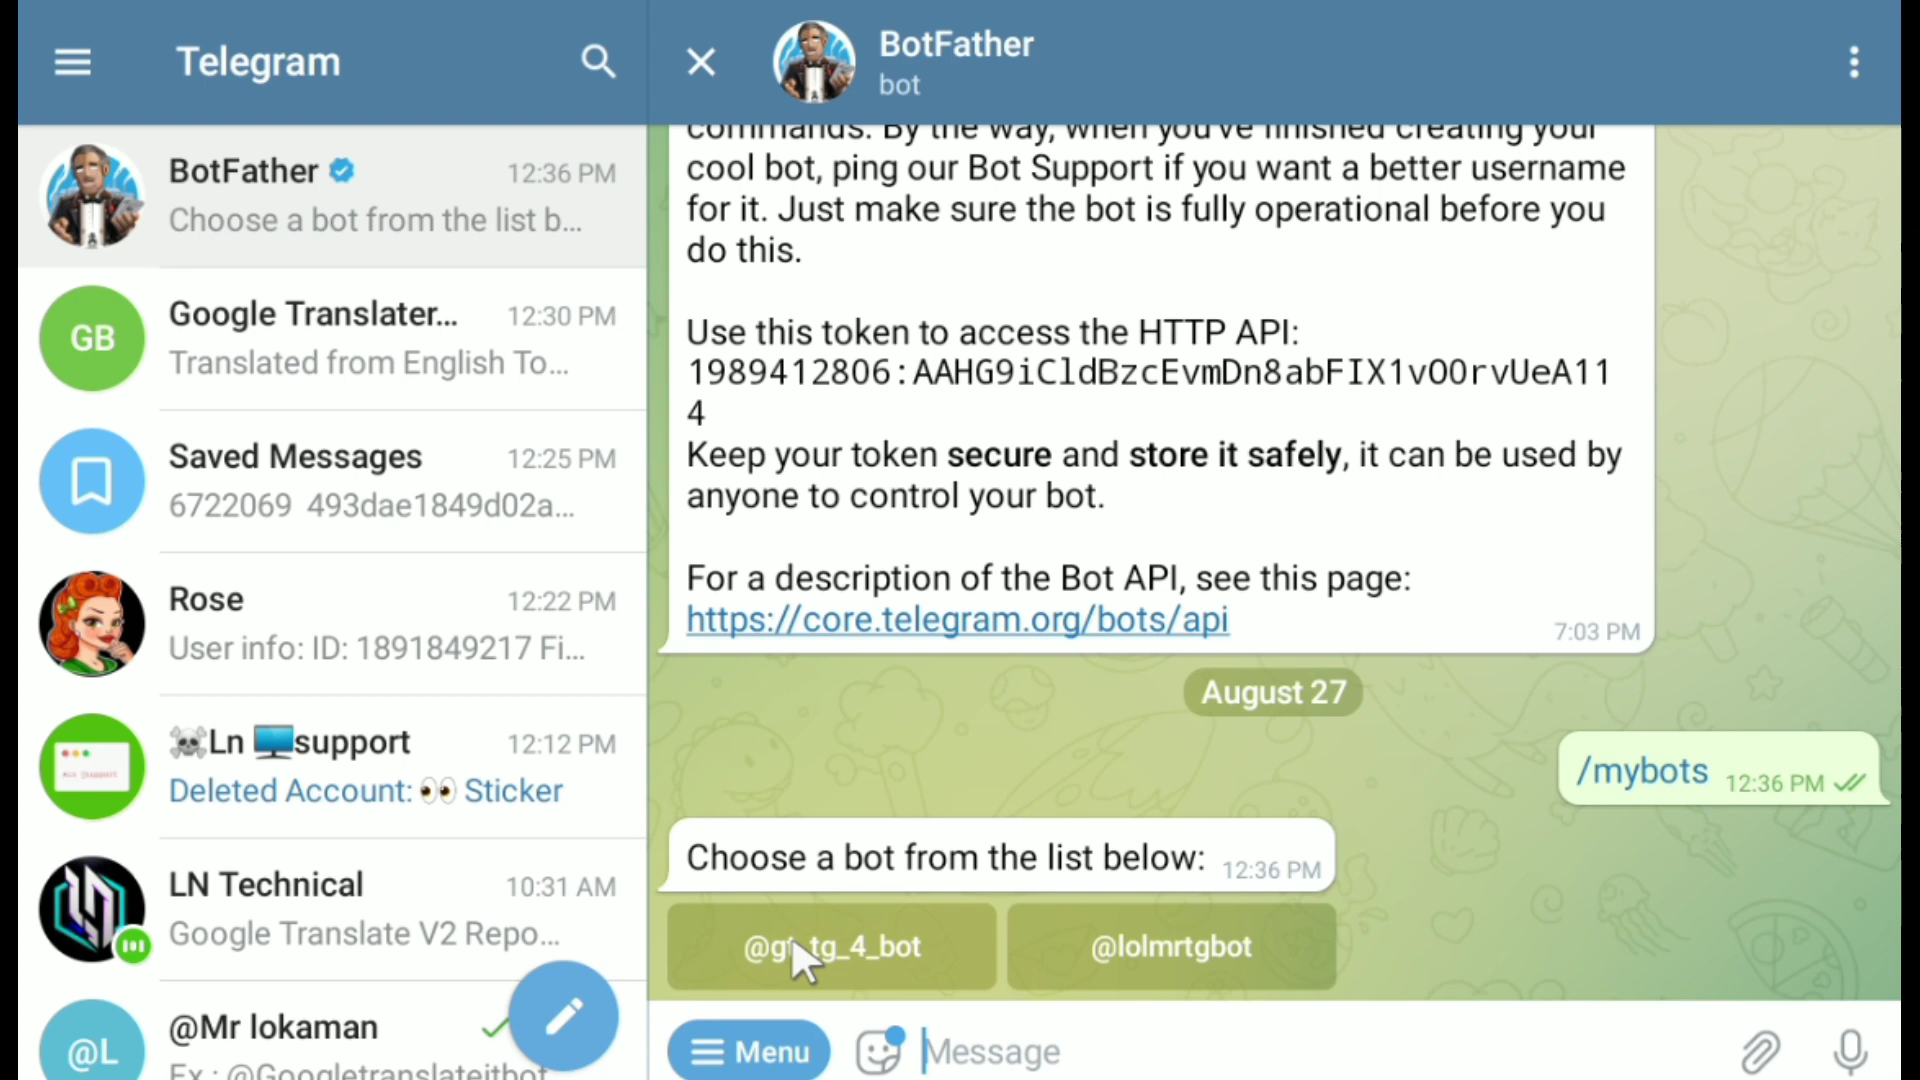 Telegram
BotFather
12:36 PM
Choose a bot from the list b...
GB
Google Translater...
12:30 PM
Translated from English To...
Saved Messages
12:25 PM
6722069 493dae1849d02a...
Rose
12:22 PM
User info: ID: 1891849217 Fi...
☠️Ln 🖥️support
12:12 PM
Deleted Account: 👀 Sticker
LN Technical
10:31 AM
Google Translate V2 Repo...
@L
@Mr lokaman
Ex : @Googletranslateitbot
BotFather
bot
commands. By the way, when you've finished creating your
cool bot, ping our Bot Support if you want a better username
for it. Just make sure the bot is fully operational before you
do this.
Use this token to access the HTTP API:
1989412806:AAHG9iCldBzcEvmDn8abFIX1vO0rvUeA11
4
Keep your token secure and store it safely, it can be used by
anyone to control your bot.
For a description of the Bot API, see this page:
https://core.telegram.org/bots/api
7:03 PM
August 27
/mybots 12:36 PM
Choose a bot from the list below: 12:36 PM
@lolmrtgbot
Menu
Message